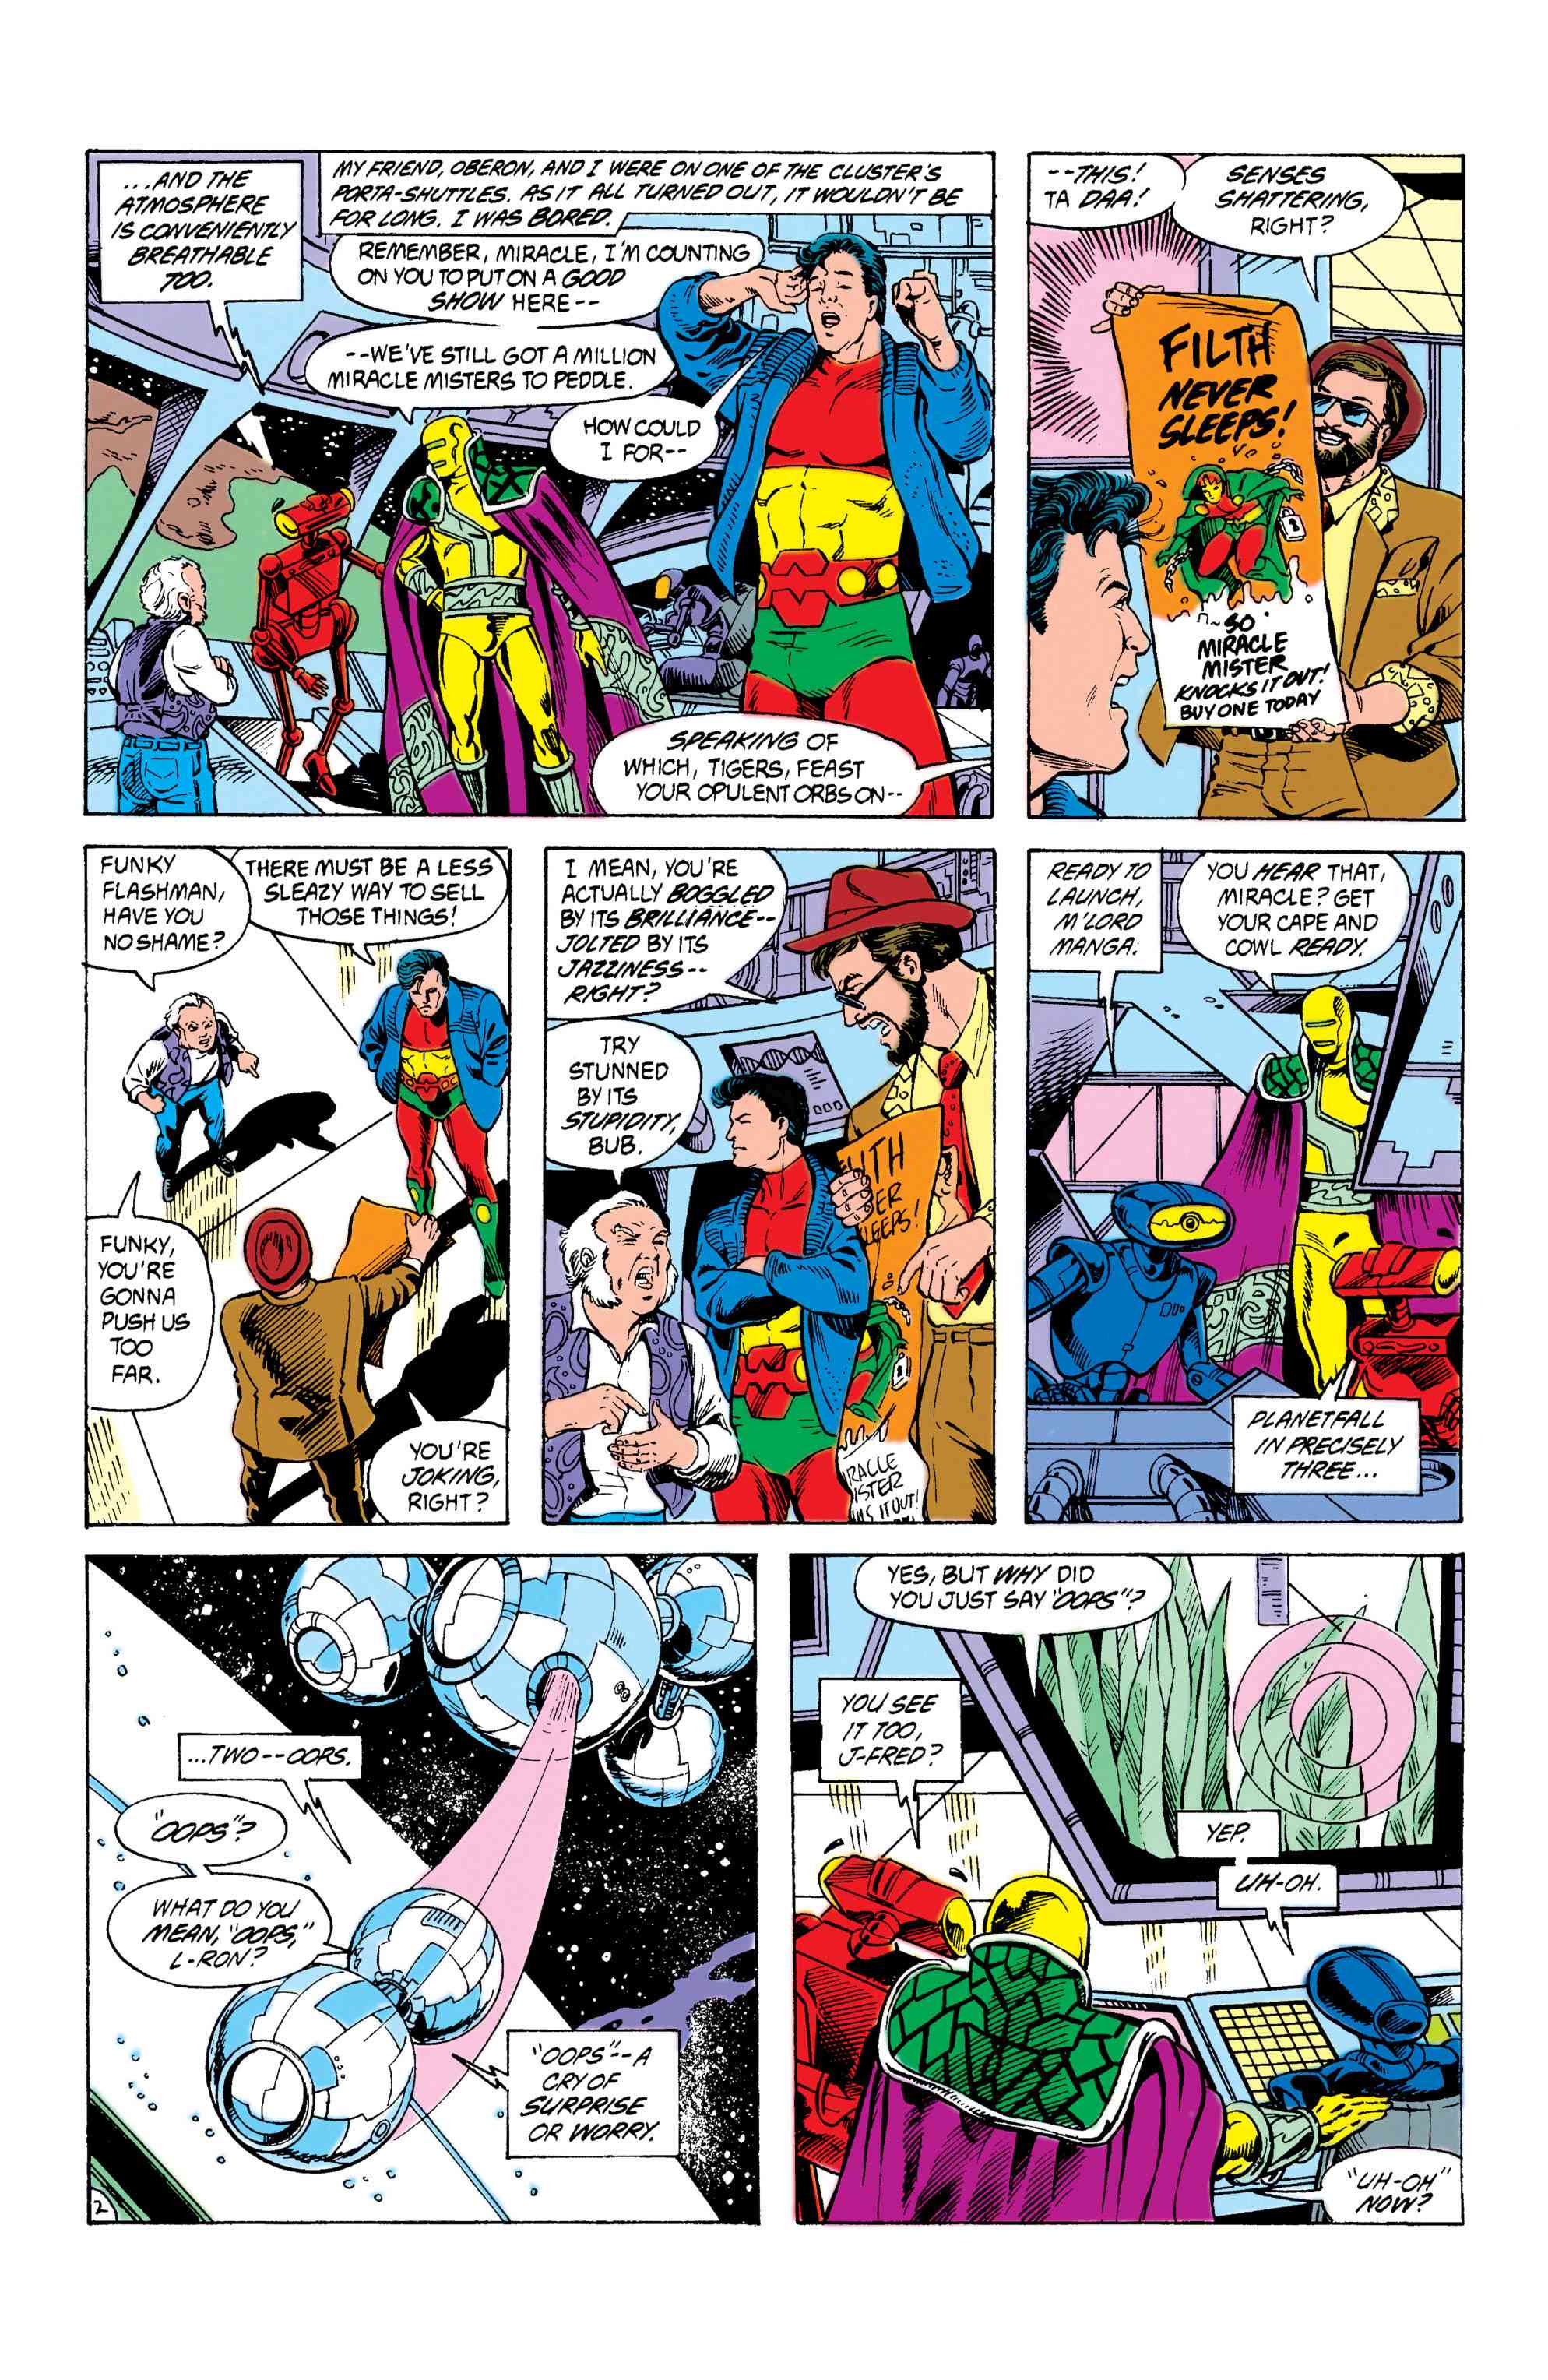 ...AND THE
ATMOSPHERE
IS CONVENIENTLY
BREATHABLE
TOO.
MY FRIEND, OBERON, AND I WERE ON ONE OF THE CLUSTER'S
PORTA-SHUTTLES. AS IT ALL TURNED OUT, IT WOULDN'T BE
FOR LONG. I WAS BORED.
REMEMBER, MIRACLE, I'M COUNTING
ON YOU TO PUT ON A GOOD
SHOW HERE--
--WE'VE STILL GOT A MILLION
MIRACLE MISTERS TO PEDDLE.
HOW COULD
I FOR--
SPEAKING OF
WHICH, TIGERS, FEAST
YOUR OPULENT ORBS ON--
--THIS!
TA DAA!
SENSES
SHATTERING,
RIGHT?
FILTH
NEVER
SLEEPS!
~SO
MIRACLE
MISTER
KNOCKS IT OUT!
BUY ONE TODAY
FUNKY
FLASHMAN,
HAVE YOU
NO SHAME?
THERE MUST BE A LESS
SLEAZY WAY TO SELL
THOSE THINGS!
FUNKY,
YOU'RE
GONNA
PUSH US
TOO
FAR.
YOU'RE
JOKING,
RIGHT?
I MEAN, YOU'RE
ACTUALLY BOGGLED
BY ITS BRILLIANCE--
JOLTED BY ITS
JAZZINESS--
RIGHT?
TRY
STUNNED
BY ITS
STUPIDITY,
BUB.
ILTH
ER
LEEPS!
RACLE
ISTER
KS IT OUT!
READY TO
LAUNCH,
M'LORD
MANGA.
YOU HEAR THAT,
MIRACLE? GET
YOUR CAPE AND
COWL READY.
PLANETFALL
IN PRECISELY
THREE...
...TWO--OOPS.
"OOPS"?
WHAT DO YOU
MEAN, "OOPS,"
L-RON?
"OOPS"--A
CRY OF
SURPRISE
OR WORRY.
2
YES, BUT WHY DID
YOU JUST SAY "OOPS"?
YOU SEE
IT TOO,
J-FRED?
YEP.
UH-OH.
"UH-OH"
NOW?